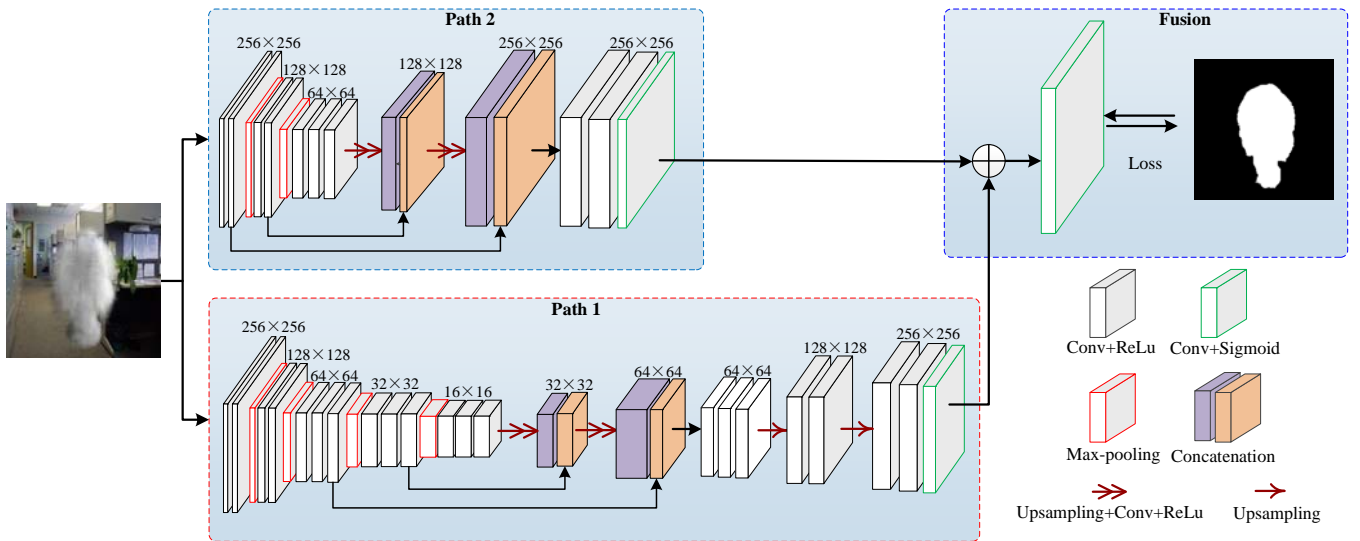 Path 2
256×256
128×128
64×64
128×128
256×256
256×256
Fusion
Loss
Path 1
256×256
128×128
64×64
32×32
16×16
32×32
64×64
64×64
128×128
256×256
Conv+ReLu
Conv+Sigmoid
Max-pooling
Concatenation
Upsampling+Conv+ReLu
Upsampling